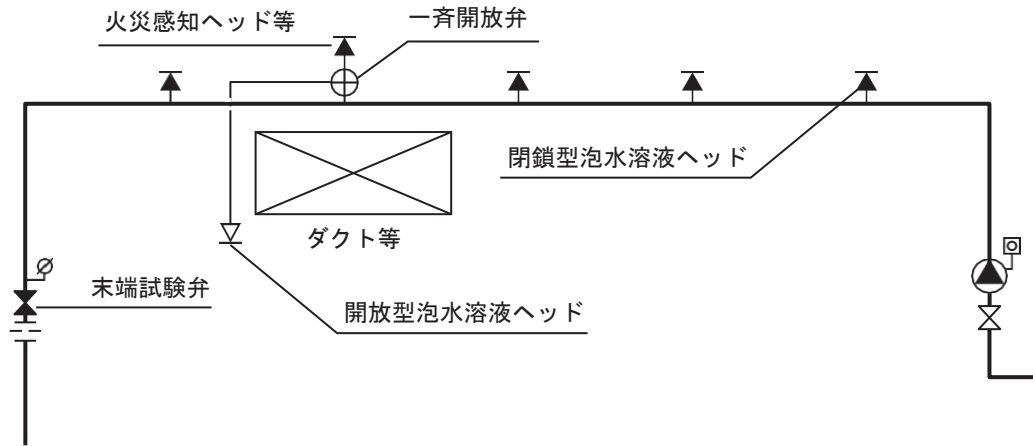 火災感知ヘッド等
一斉開放弁
閉鎖型泡水溶液ヘッド
ダクト等
末端試験弁
開放型泡水溶液ヘッド